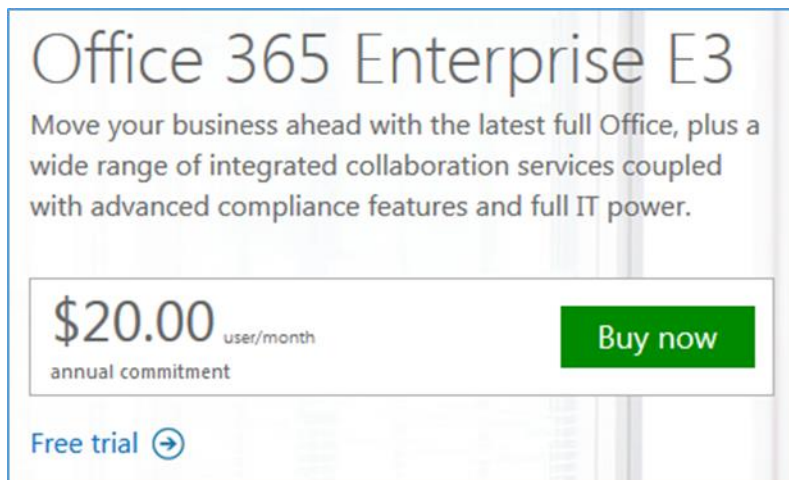 Office 365 Enterprise E3
Move your business ahead with the latest full Office, plus a
wide range of integrated collaboration services coupled
with advanced compliance features and full IT power.
$20.00 user/month
annual commitment
Buy now
Free trial